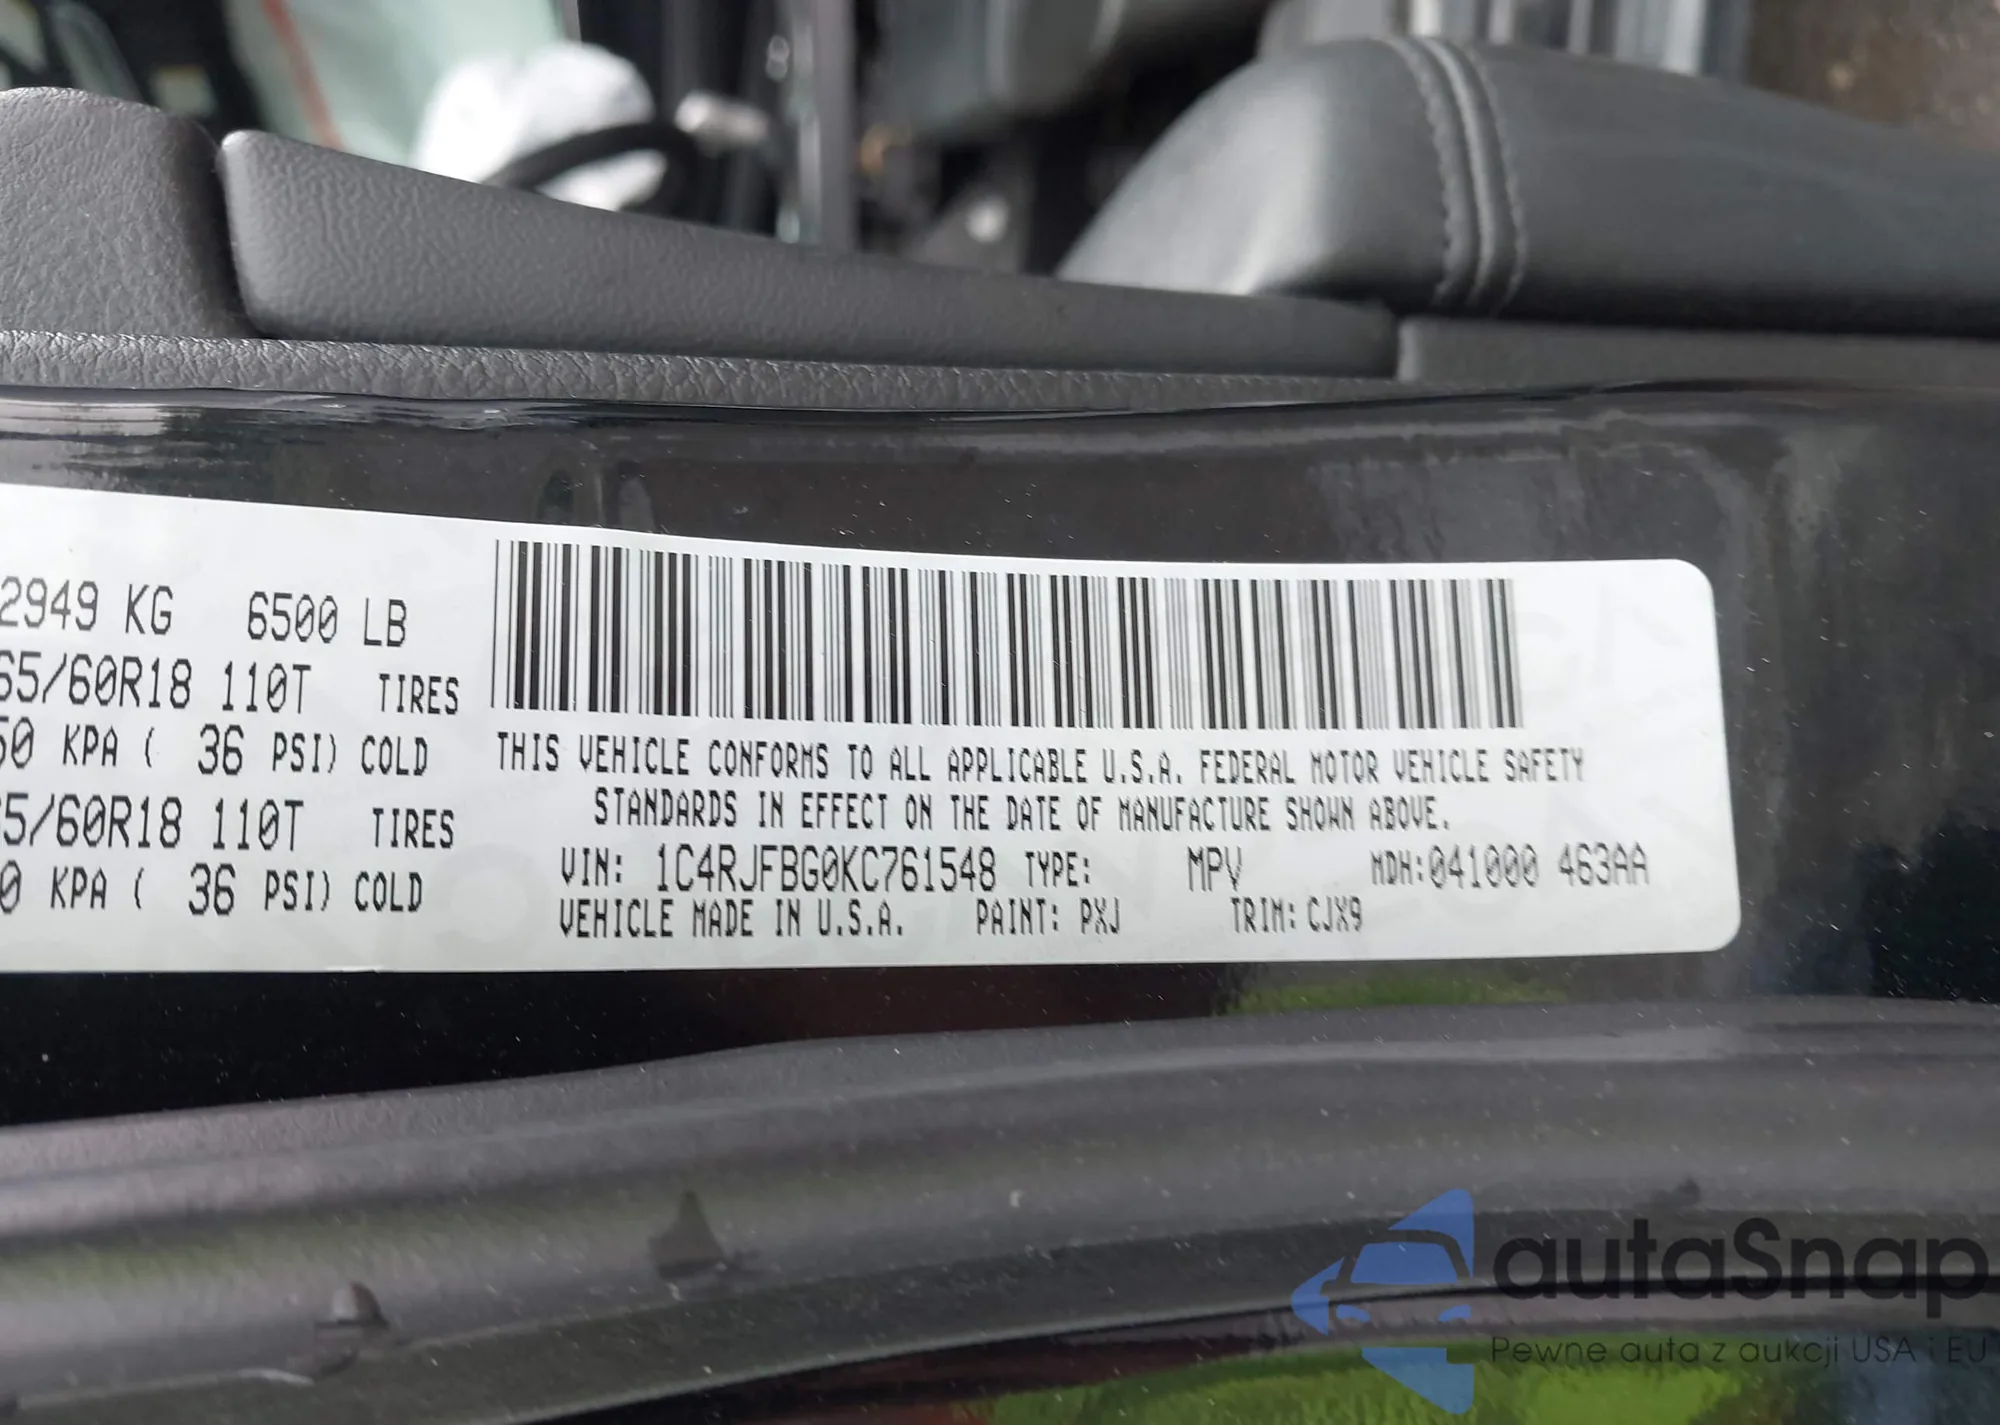 2949 KG 6500 LB
65/60R18 110T TIRES
50 KPA ( 36 PSI) COLD
5/60R18 110T TIRES
0 KPA ( 36 PSI) COLD
THIS VEHICLE CONFORMS TO ALL APPLICABLE U.S.A. FEDERAL MOTOR VEHICLE SAFETY
STANDARDS IN EFFECT ON THE DATE OF MANUFACTURE SHOWN ABOVE.
VIN: 1C4RJFBG0KC761548 TYPE: MPV MDH:041000 463AA
VEHICLE MADE IN U.S.A. PAINT: PXJ TRIM: CJX9
autaSnap
Pewne auta z aukcji USA i EU